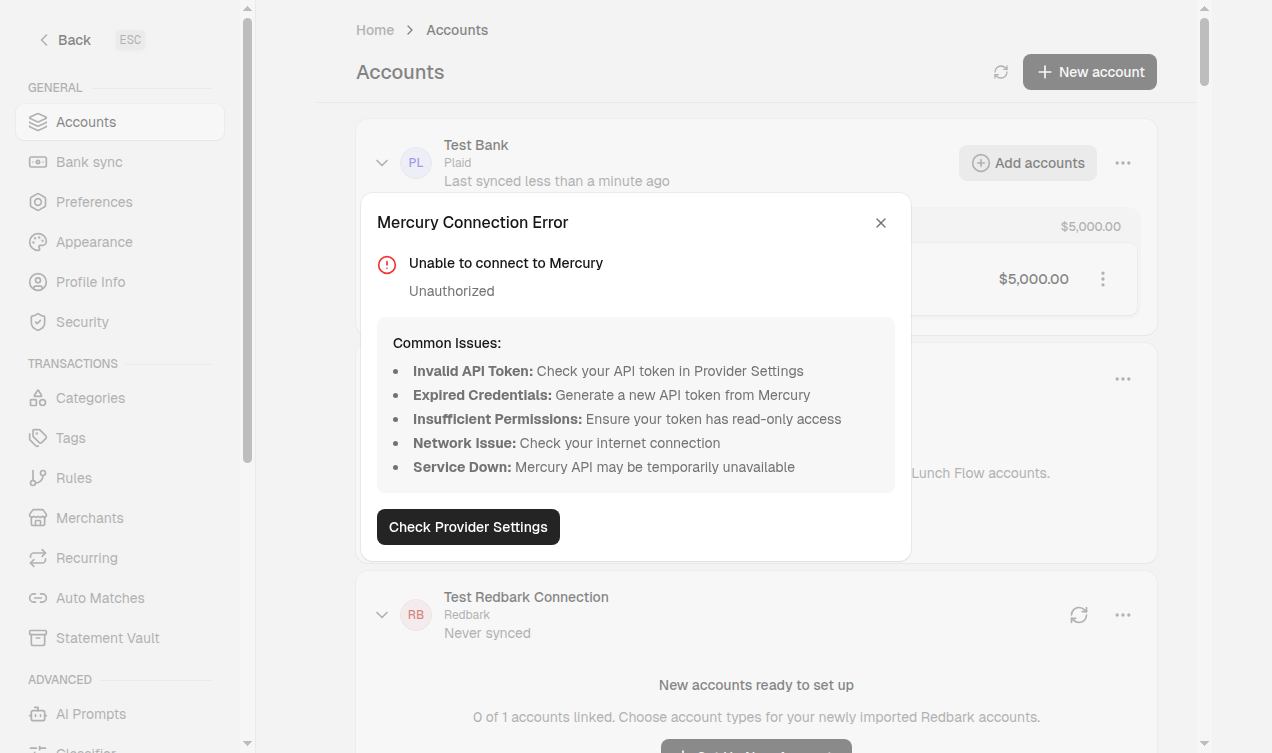 Back
ESC
GENERAL
Accounts
Bank sync
Preferences
Appearance
Profile Info
Security
TRANSACTIONS
Categories
Tags
Rules
Merchants
Recurring
Auto Matches
Statement Vault
ADVANCED
AI Prompts
Home > Accounts
Accounts
New account
PL
Test Bank
Plaid
Last synced less than a minute ago
Add accounts
$5,000.00
$5,000.00
Mercury Connection Error
Unable to connect to Mercury
Unauthorized
Common Issues:
• Invalid API Token: Check your API token in Provider Settings
• Expired Credentials: Generate a new API token from Mercury
• Insufficient Permissions: Ensure your token has read-only access
• Network Issue: Check your internet connection
• Service Down: Mercury API may be temporarily unavailable
Check Provider Settings
Lunch Flow accounts.
RB
Test Redbark Connection
Redbark
Never synced
New accounts ready to set up
0 of 1 accounts linked. Choose account types for your newly imported Redbark accounts.